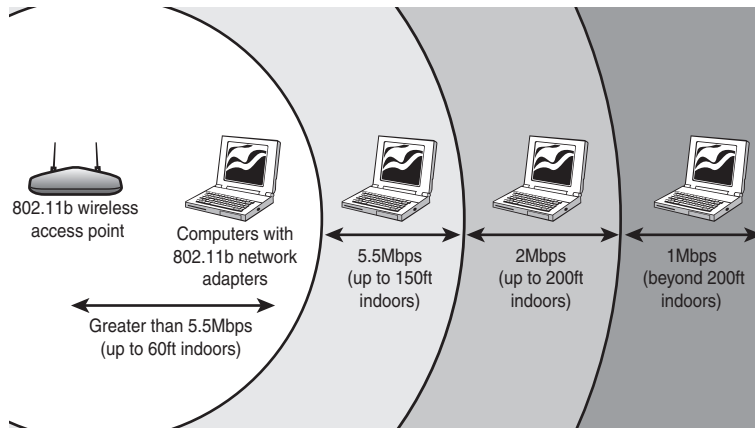 802.11b wireless
access point
Computers with
802.11b network
adapters
Greater than 5.5Mbps
(up to 60ft indoors)
5.5Mbps
(up to 150ft
indoors)
2Mbps
(up to 200ft
indoors)
1Mbps
(beyond 200ft
indoors)